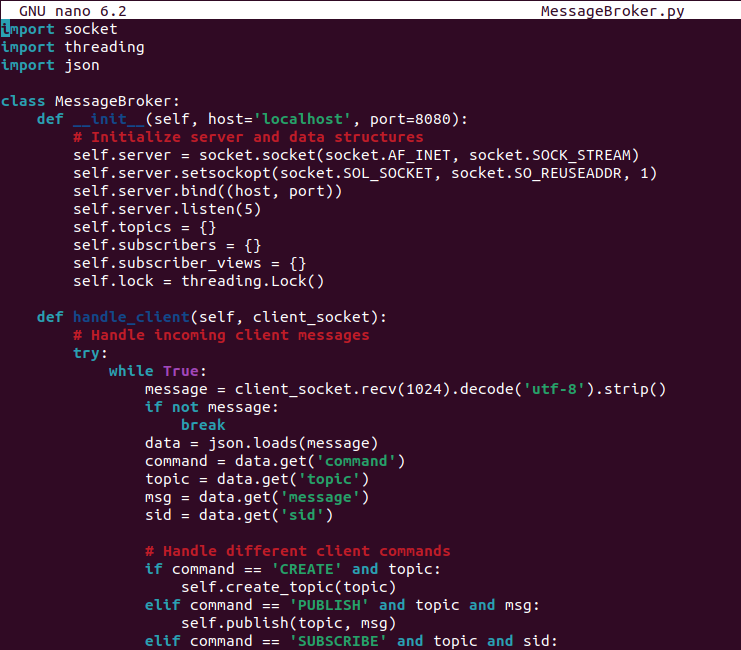 GNU nano 6.2 MessageBroker.py
import socket
import threading
import json
class MessageBroker:
    def __init__(self, host='localhost', port=8080):
        # Initialize server and data structures
        self.server = socket.socket(socket.AF_INET, socket.SOCK_STREAM)
        self.server.setsockopt(socket.SOL_SOCKET, socket.SO_REUSEADDR, 1)
        self.server.bind((host, port))
        self.server.listen(5)
        self.topics = {}
        self.subscribers = {}
        self.subscriber_views = {}
        self.lock = threading.Lock()
    def handle_client(self, client_socket):
        # Handle incoming client messages
        try:
            while True:
                message = client_socket.recv(1024).decode('utf-8').strip()
                if not message:
                    break
                data = json.loads(message)
                command = data.get('command')
                topic = data.get('topic')
                msg = data.get('message')
                sid = data.get('sid')
                # Handle different client commands
                if command == 'CREATE' and topic:
                    self.create_topic(topic)
                elif command == 'PUBLISH' and topic and msg:
                    self.publish(topic, msg)
                elif command == 'SUBSCRIBE' and topic and sid: